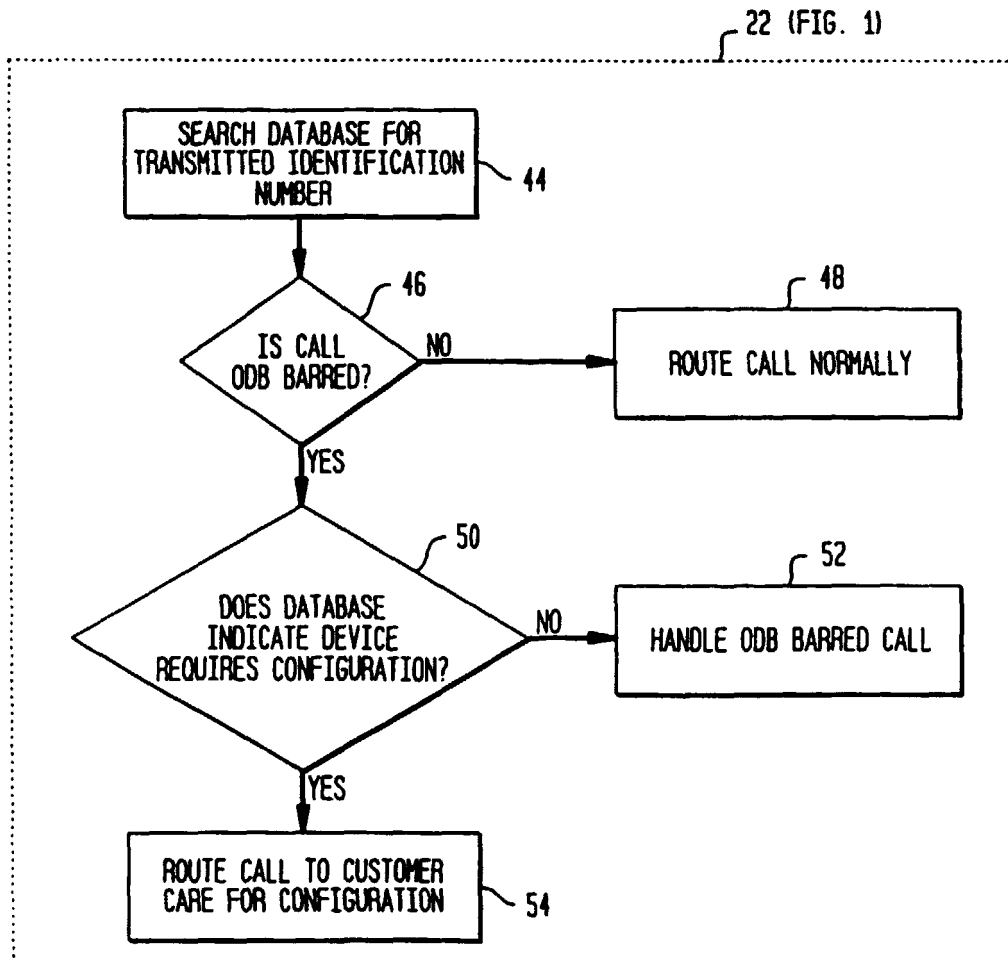 22 (FIG. 1)
SEARCH DATABASE FOR
TRANSMITTED IDENTIFICATION
NUMBER
44
46
IS CALL
ODB BARRED?
NO
48
ROUTE CALL NORMALLY
YES
50
DOES DATABASE
INDICATE DEVICE
REQUIRES CONFIGURATION?
NO
52
HANDLE ODB BARRED CALL
YES
ROUTE CALL TO CUSTOMER
CARE FOR CONFIGURATION
54